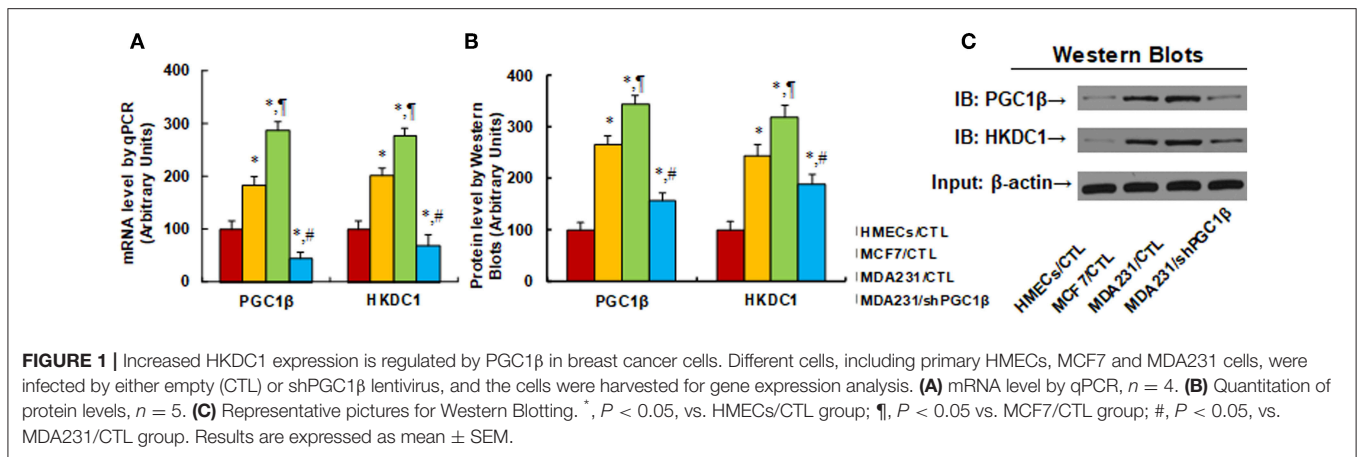 A
mRNA level by qPCR
(Arbitrary Units)
400
300
200
100
0
*
*,¶
*,#
*
*,¶
*,#
PGC1β
HKDC1
B
Protein level by Western
Blots (Arbitrary Units)
400
300
200
100
0
*
*,¶
*,#
*
*,¶
*,#
PGC1β
HKDC1
HMECs/CTL
MCF7/CTL
MDA231/CTL
MDA231/shPGC1β
C
Western Blots
IB: PGC1β→
IB: HKDC1→
Input: β-actin→
HMECs/CTL
MCF7/CTL
MDA231/CTL
MDA231/shPGC1β
FIGURE 1 | Increased HKDC1 expression is regulated by PGC1β in breast cancer cells. Different cells, including primary HMECs, MCF7 and MDA231 cells, were
infected by either empty (CTL) or shPGC1β lentivirus, and the cells were harvested for gene expression analysis. (A) mRNA level by qPCR, n = 4. (B) Quantitation of
protein levels, n = 5. (C) Representative pictures for Western Blotting. *, P < 0.05, vs. HMECs/CTL group; ¶, P < 0.05 vs. MCF7/CTL group; #, P < 0.05, vs.
MDA231/CTL group. Results are expressed as mean ± SEM.